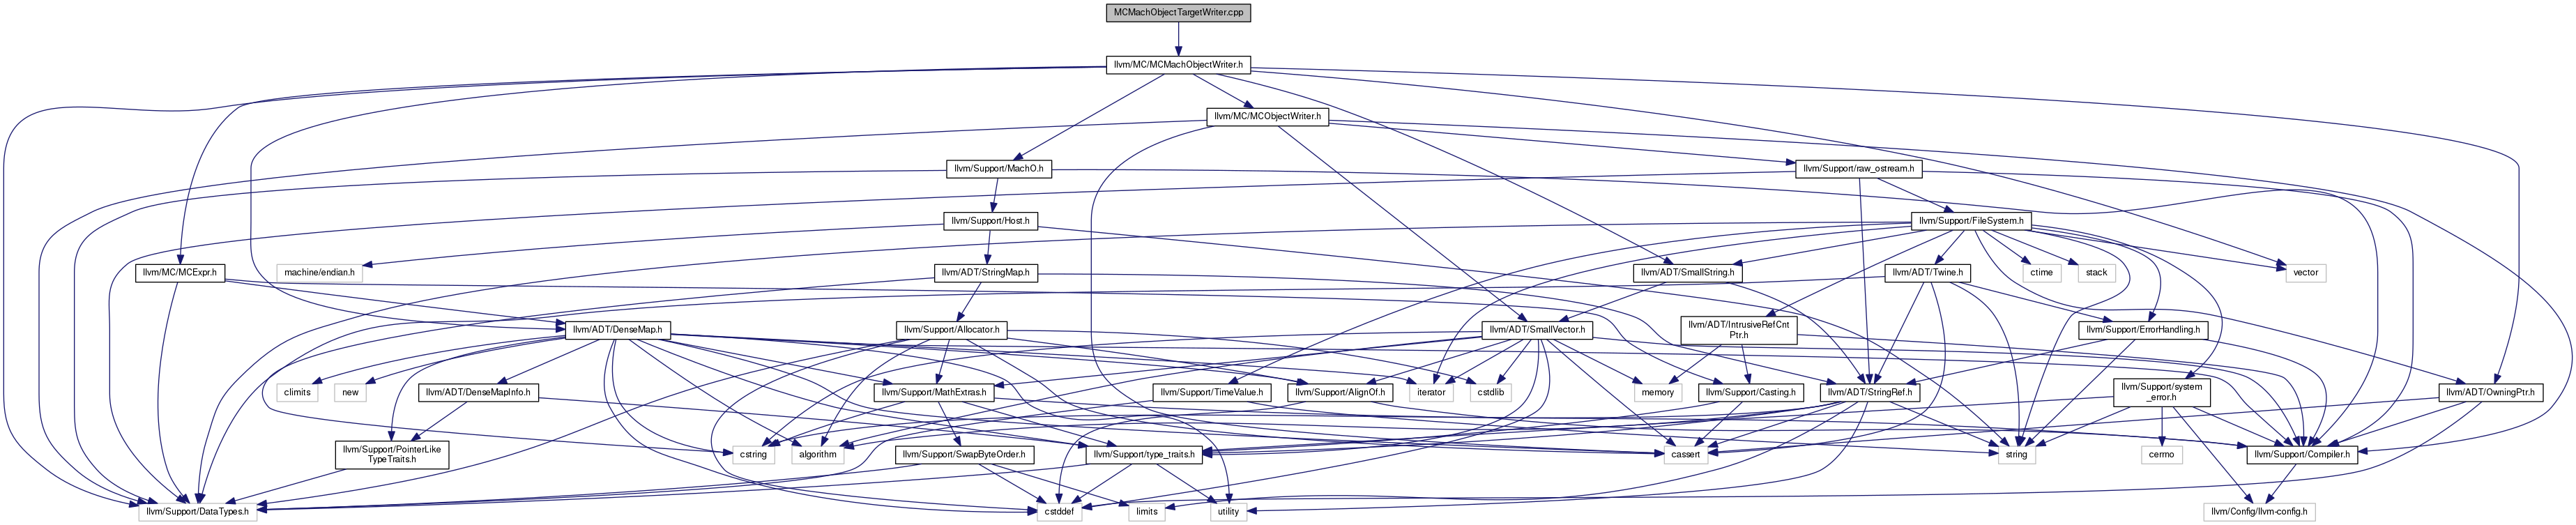 MCMachObjectTargetWriter.cpp
llvm/MC/MCMachObjectWriter.h
llvm/MC/MCObjectWriter.h
llvm/Support/MachO.h
llvm/Support/raw_ostream.h
llvm/Support/Host.h
llvm/Support/FileSystem.h
llvm/MC/MCExpr.h
machine/endian.h
llvm/ADT/StringMap.h
llvm/ADT/SmallString.h
llvm/ADT/Twine.h
ctime
stack
vector
llvm/ADT/DenseMap.h
llvm/Support/Allocator.h
llvm/ADT/SmallVector.h
llvm/ADT/IntrusiveRefCnt
Ptr.h
llvm/Support/ErrorHandling.h
climits
new
llvm/ADT/DenseMapInfo.h
llvm/Support/MathExtras.h
llvm/Support/TimeValue.h
llvm/Support/AlignOf.h
iterator
cstdlib
memory
llvm/Support/Casting.h
llvm/ADT/StringRef.h
llvm/Support/system
_error.h
llvm/ADT/OwningPtr.h
llvm/Support/PointerLike
TypeTraits.h
cstring
algorithm
llvm/Support/SwapByteOrder.h
llvm/Support/type_traits.h
cassert
string
cerrno
llvm/Support/Compiler.h
llvm/Support/DataTypes.h
cstddef
limits
utility
llvm/Config/llvm-config.h